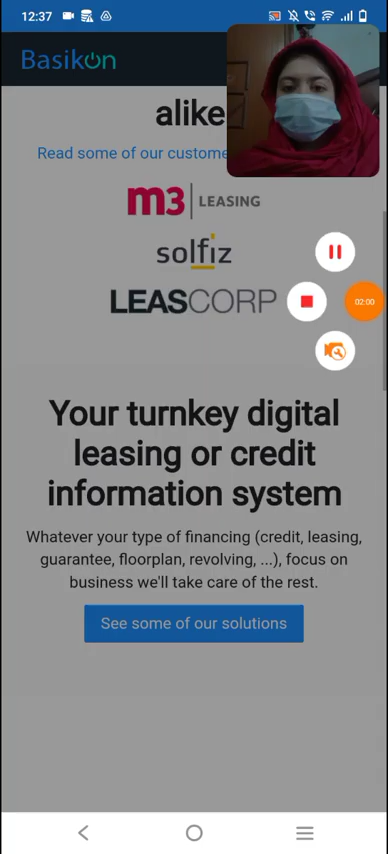 12:37
Basikon
alike
Read some of our custome
m3 LEASING
solfiz
LEASCORP
02:00
Your turnkey digital
leasing or credit
information system
Whatever your type of financing (credit, leasing,
guarantee, floorplan, revolving, ...), focus on
business we'll take care of the rest.
See some of our solutions